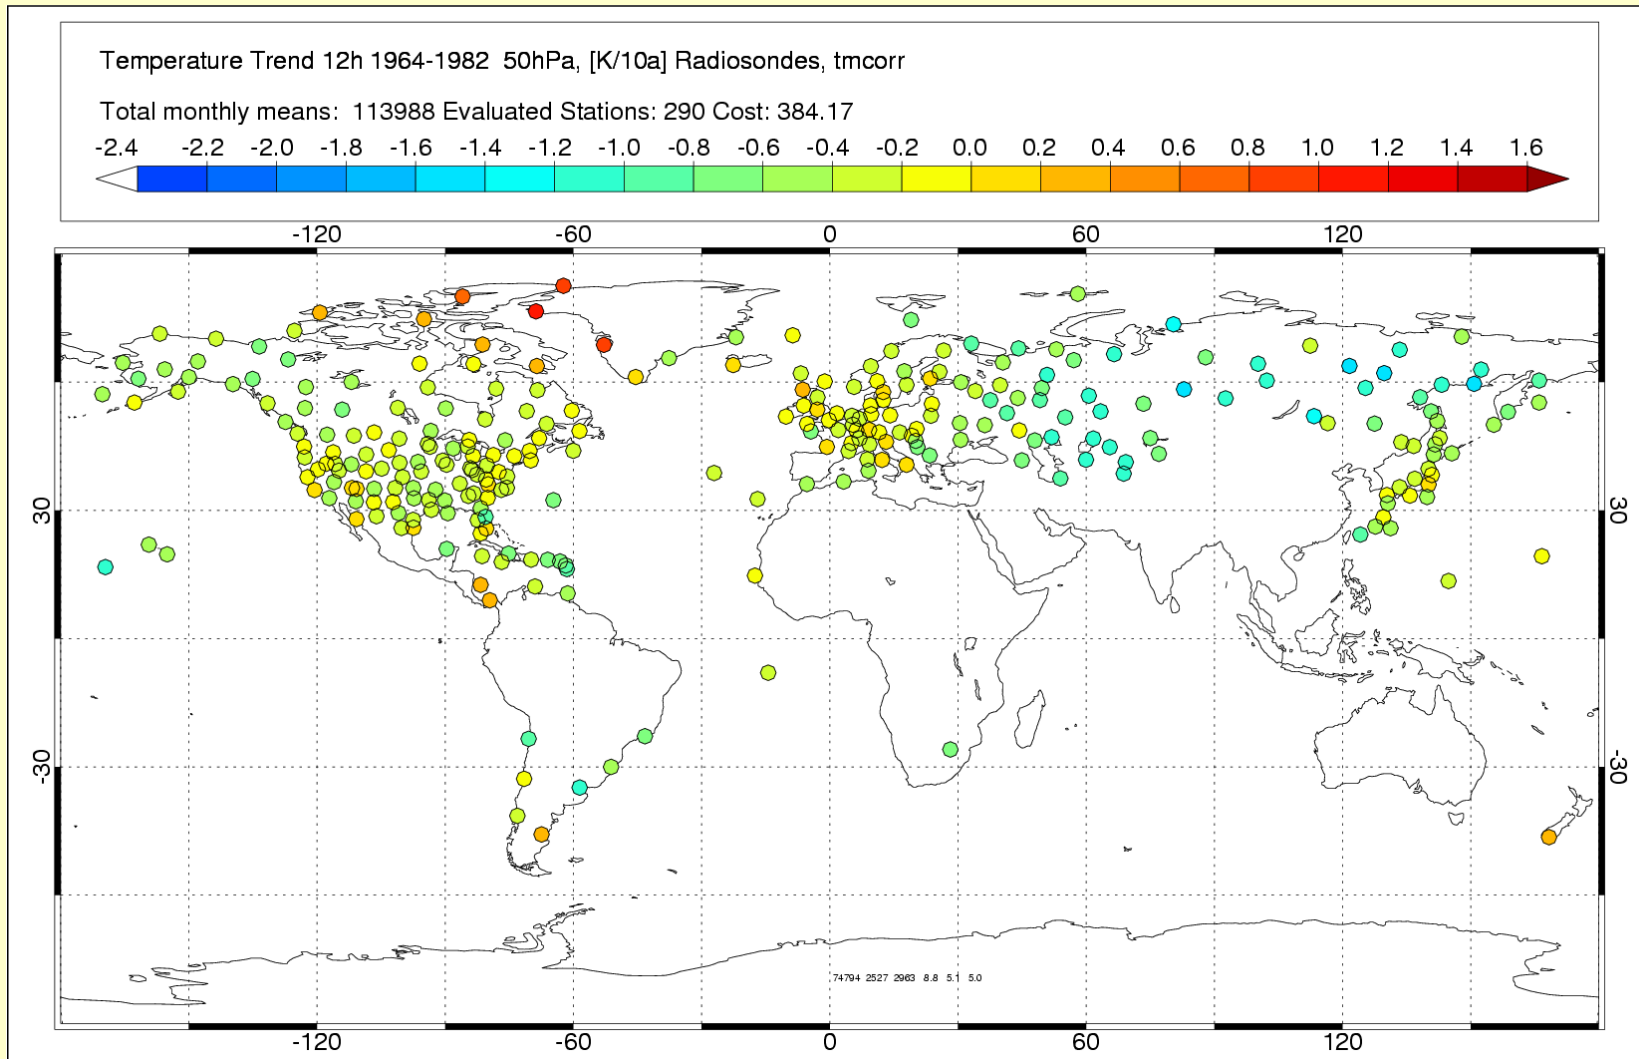 Temperature Trend 12h 1964-1982 50hPa, [K/10a] Radiosondes, tmcorr
Total monthly means: 113988 Evaluated Stations: 290 Cost: 384.17
-2.4 -2.2 -2.0 -1.8 -1.6 -1.4 -1.2 -1.0 -0.8 -0.6 -0.4 -0.2 0.0 0.2 0.4 0.6 0.8 1.0 1.2 1.4 1.6
-120 -60 0 60 120
30 30
-30 -30
74794 2527 2963 8.8 5.1 5.0
-120 -60 0 60 120